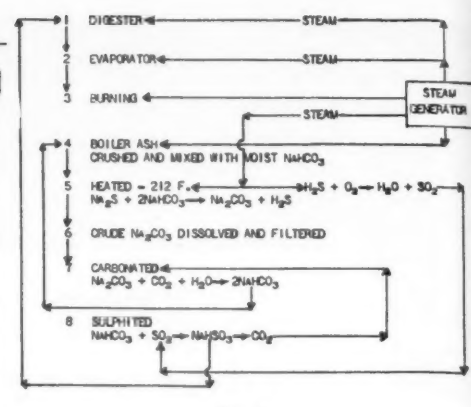 1 DIGESTER STEAM
2 EVAPORATOR STEAM
STEAM GENERATOR
3 BURNING
STEAM
4 BOILER ASH
CRUSHED AND MIXED WITH MOIST NAHCO3
5 HEATED - 212 F. H2S + O2→H2O + SO2
NA2S + 2NAHCO3→NA2CO3 + H2S
6 CRUDE NA2CO3 DISSOLVED AND FILTERED
7 CARBONATED
NA2CO3 + CO2 + H2O→2NAHCO3
8 SULPHITED
NAHCO3 + SO2→NAHSO3→CO2